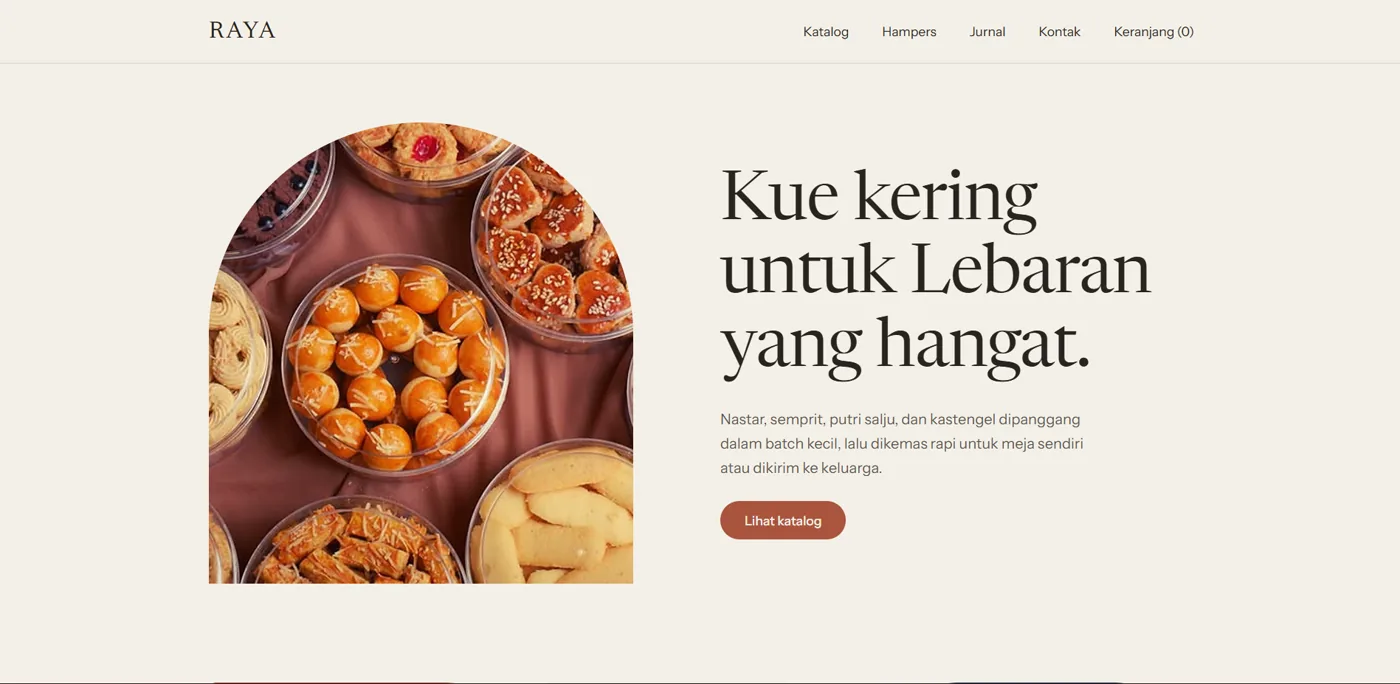 RAYA
Katalog
Hampers
Jurnal
Kontak
Keranjang (0)
Kue kering
untuk Lebaran
yang hangat.
Nastar, semprit, putri salju, dan kastengel dipanggang
dalam batch kecil, lalu dikemas rapi untuk meja sendiri
atau dikirim ke keluarga.
Lihat katalog